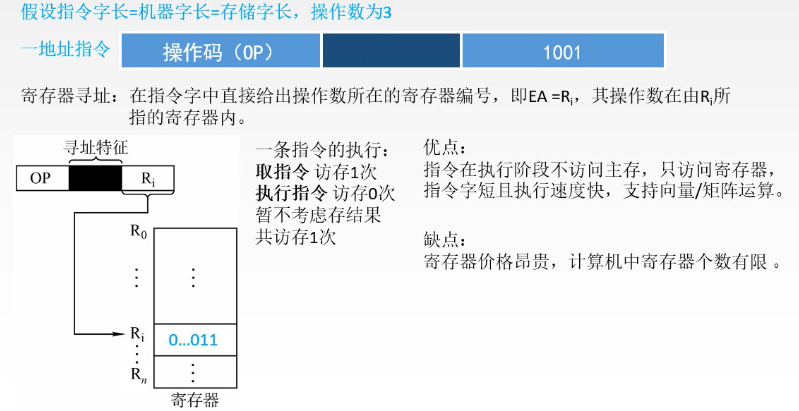 假设指令字长=机器字长=存储字长，操作数为3
一地址指令 操作码（OP） 1001
寄存器寻址：在指令字中直接给出操作数所在的寄存器编号，即EA =Ri，其操作数在由Ri所
指的寄存器内。
寻址特征
OP Ri
R0
⋮ ⋮
Ri 0…011
⋮
Rn ⋮
寄存器
一条指令的执行：
取指令 访存1次
执行指令 访存0次
暂不考虑存结果
共访存1次
优点：
指令在执行阶段不访问主存，只访问寄存器，
指令字短且执行速度快，支持向量/矩阵运算。
缺点：
寄存器价格昂贵，计算机中寄存器个数有限 。